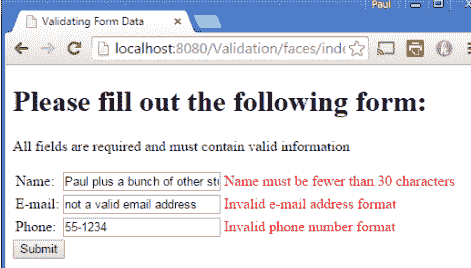 Paul
Validating Form Data
localhost:8080/Validation/faces/inde
Please fill out the following form:
All fields are required and must contain valid information
Name: Paul plus a bunch of other stu Name must be fewer than 30 characters
E-mail: not a valid email address Invalid e-mail address format
Phone: 55-1234 Invalid phone number format
Submit